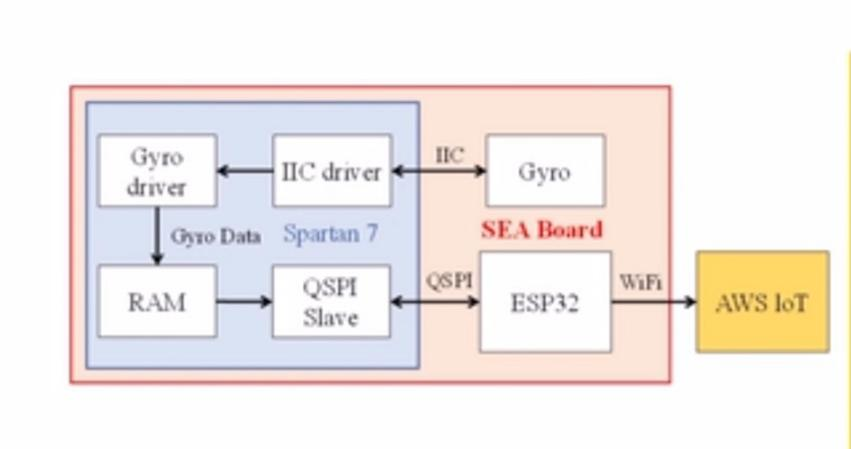 Gyro
driver
IIC driver
IIC
Gyro
Gyro Data
Spartan 7
SEA Board
RAM
QSPI
Slave
QSPI
ESP32
WiFi
AWS IoT